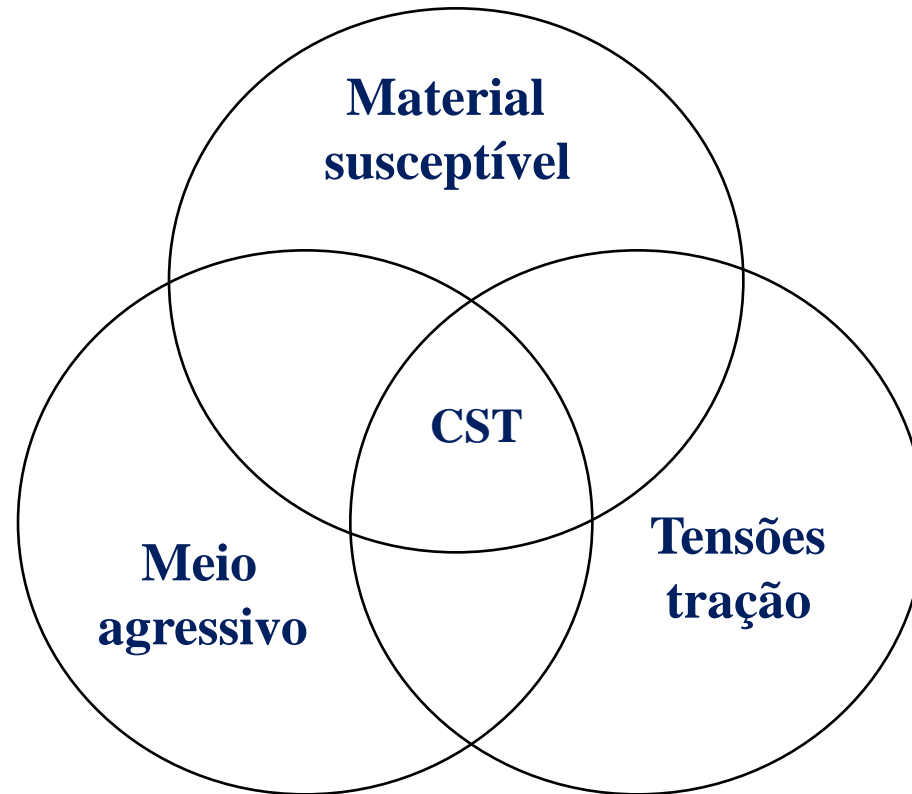 Material
susceptível
CST
Meio
agressivo
Tensões
tração